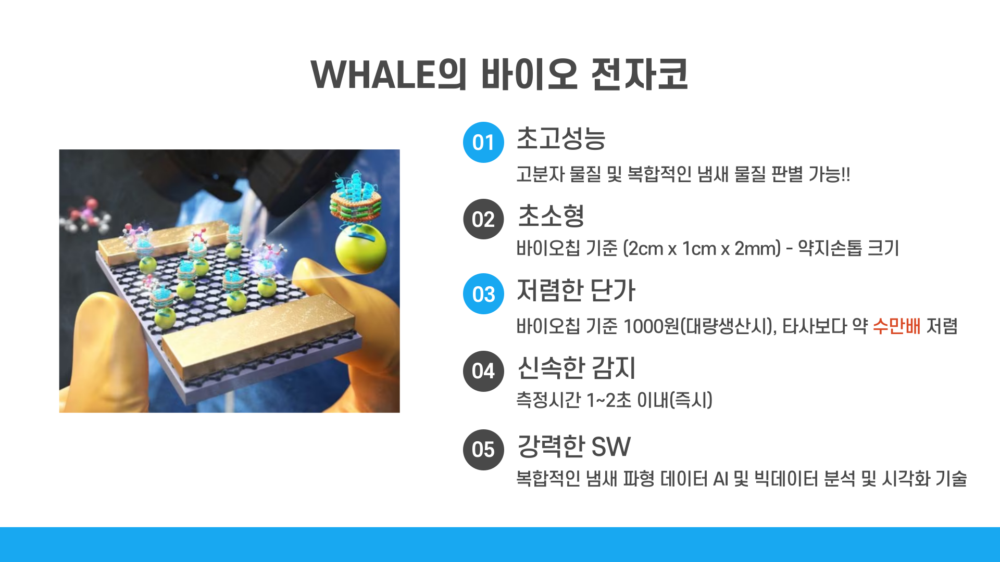 WHALE의 바이오 전자코
01 초고성능
고분자 물질 및 복합적인 냄새 물질 판별 가능!!
02 초소형
바이오칩 기준 (2cm x 1cm x 2mm) - 약지손톱 크기
03 저렴한 단가
바이오칩 기준 1000원(대량생산시), 타사보다 약 수만배 저렴
04 신속한 감지
측정시간 1~2초 이내(즉시)
05 강력한 SW
복합적인 냄새 파형 데이터 AI 및 빅데이터 분석 및 시각화 기술